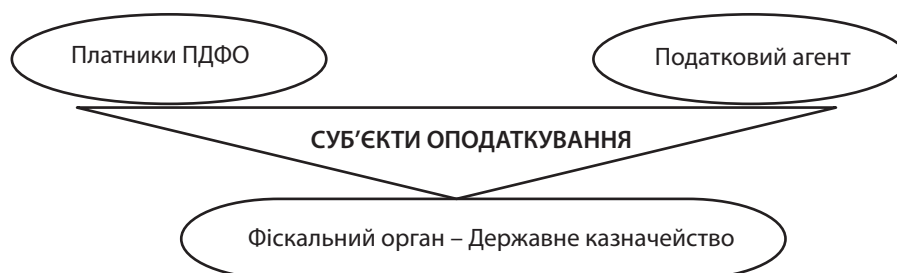 Платники ПДФО
Податковий агент
СУБ’ЄКТИ ОПОДАТКУВАННЯ
Фіскальний орган – Державне казначейство